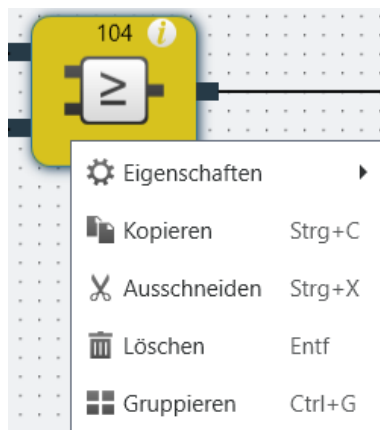 104 i
≥
Eigenschaften
Kopieren Strg+C
Ausschneiden Strg+X
Löschen Entf
Gruppieren Ctrl+G